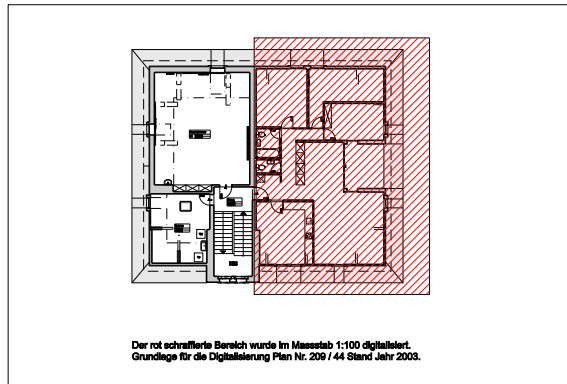 Der rot schraffierte Bereich wurde im Massstab 1:100 digitalisiert.
Grundlage für die Digitalisierung Plan Nr. 209 / 44 Stand Jahr 2003.